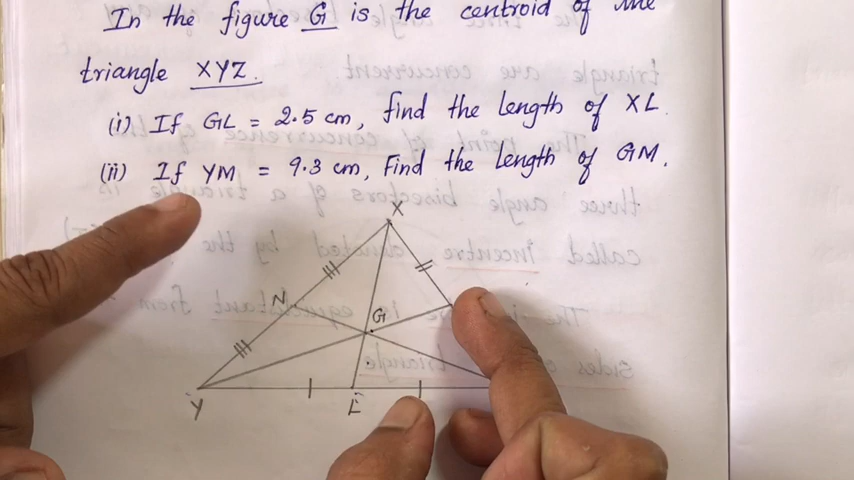 In the figure G is the centroid of the
triangle XYZ.
(i) If GL = 2.5 cm, find the length of XL.
(ii) If YM = 9.3 cm, Find the length of GM.
X
N
G
Y
L